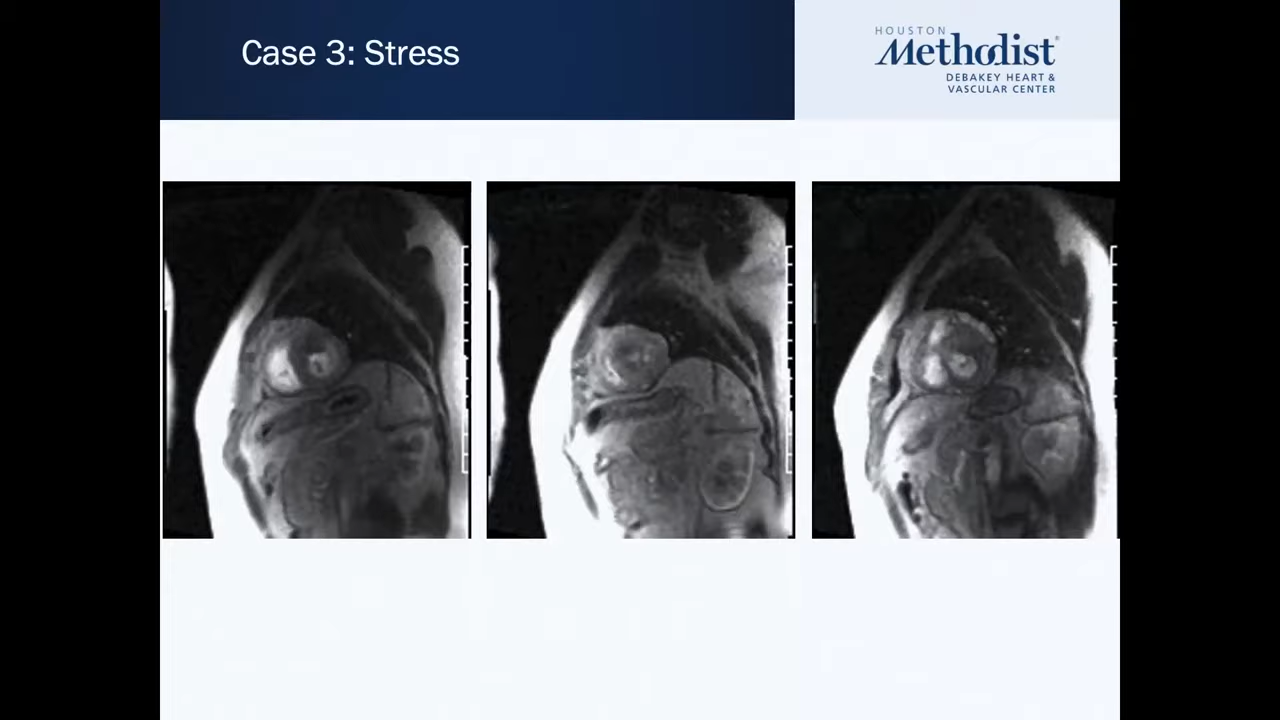 Case 3: Stress
HOUSTON
Methodist®
DEBAKEY HEART &
VASCULAR CENTER